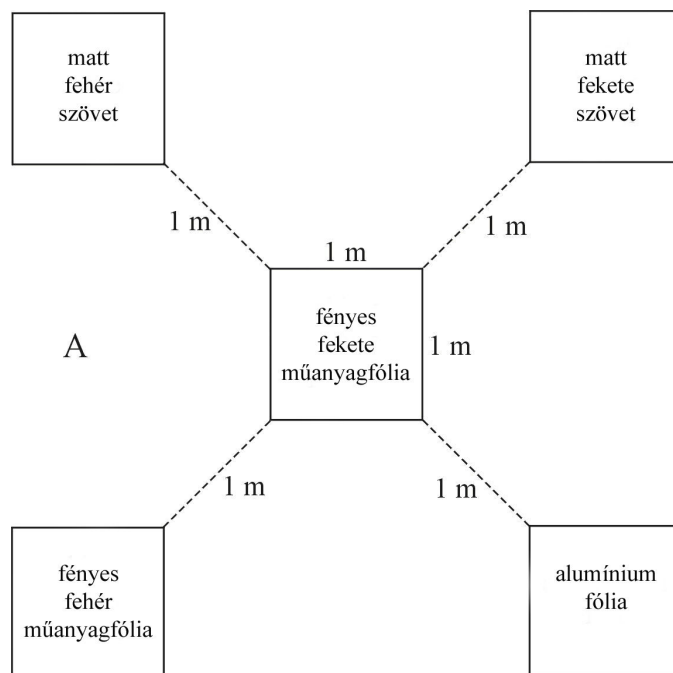 matt
fehér
szövet
matt
fekete
szövet
1 m
1 m
1 m
fényes
fekete
műanyagfólia
1 m
A
1 m
1 m
fényes
fehér
műanyagfólia
alumínium
fólia